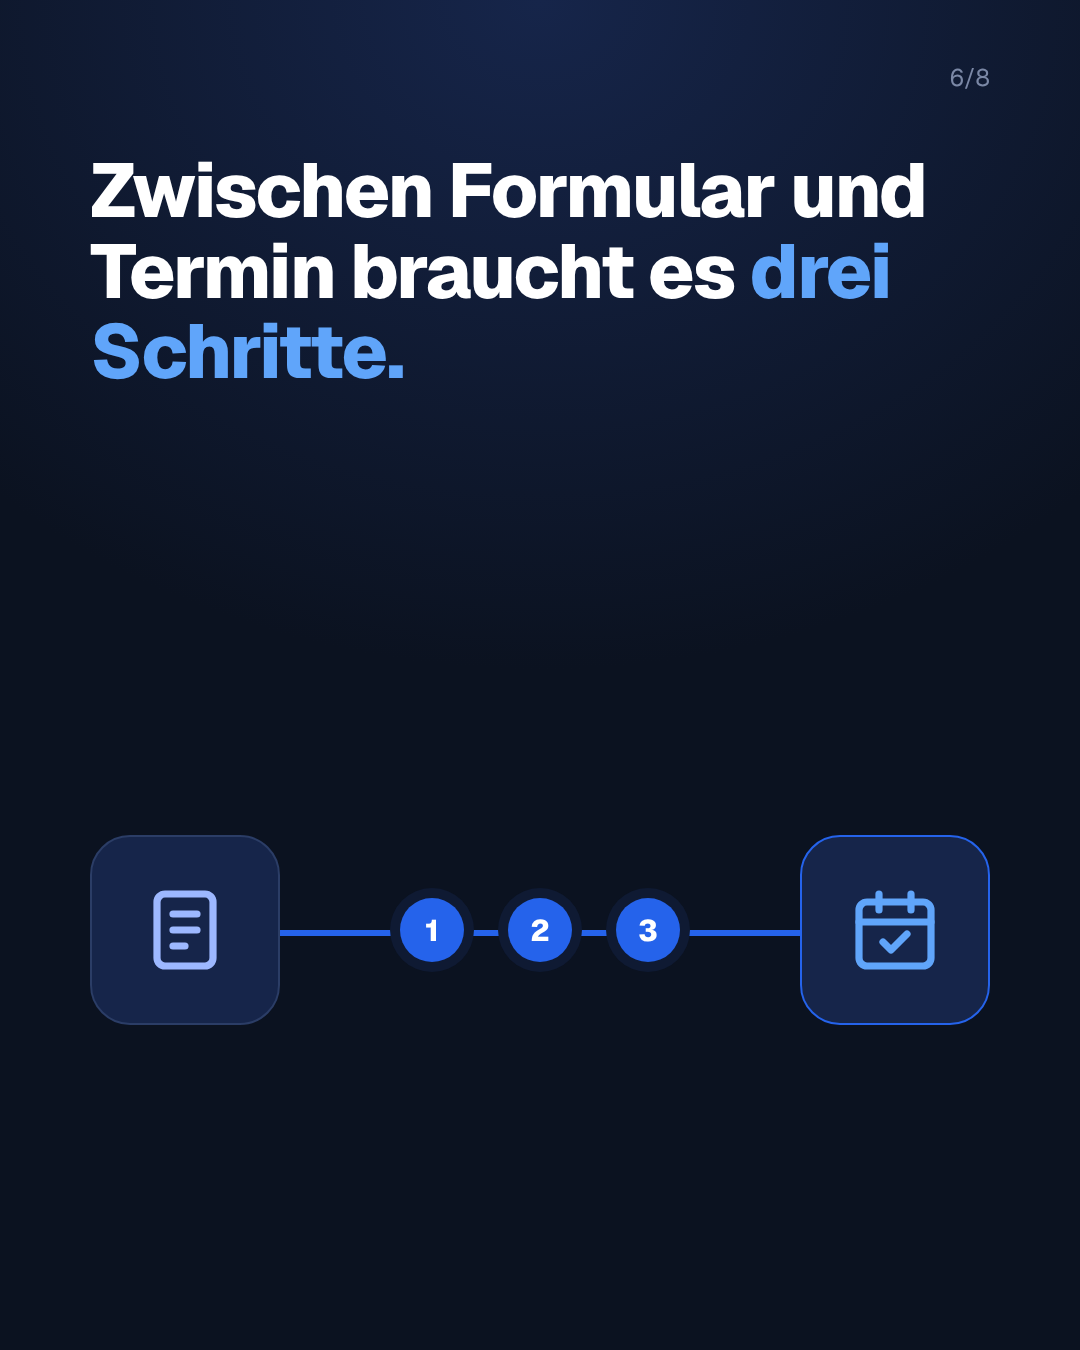 6/8
Zwischen Formular und
Termin braucht es drei
Schritte.
1 2 3